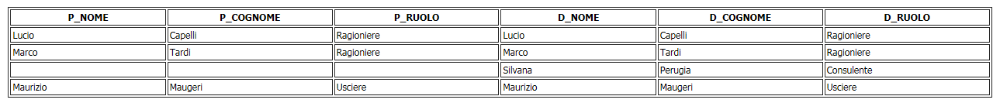 P_NOME P_COGNOME P_RUOLO D_NOME D_COGNOME D_RUOLO
Lucio Capelli Ragioniere Lucio Capelli Ragioniere
Marco Tardi Ragioniere Marco Tardi Ragioniere
Silvana Perugia Consulente
Maurizio Maugeri Usciere Maurizio Maugeri Usciere